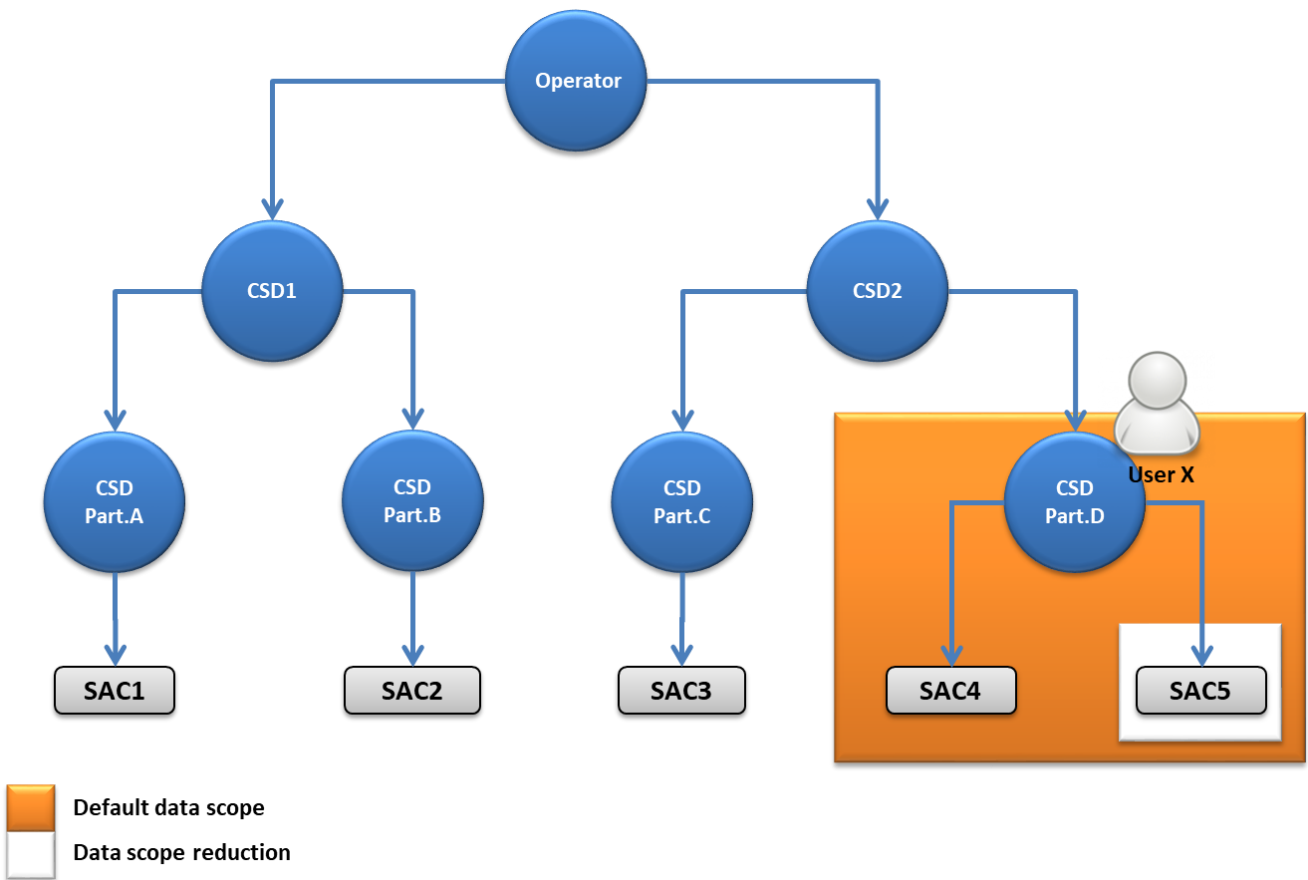 Operator
CSD1
CSD2
User X
CSD
Part.A
CSD
Part.B
CSD
Part.C
CSD
Part.D
SAC1
SAC2
SAC3
SAC4
SAC5
Default data scope
Data scope reduction